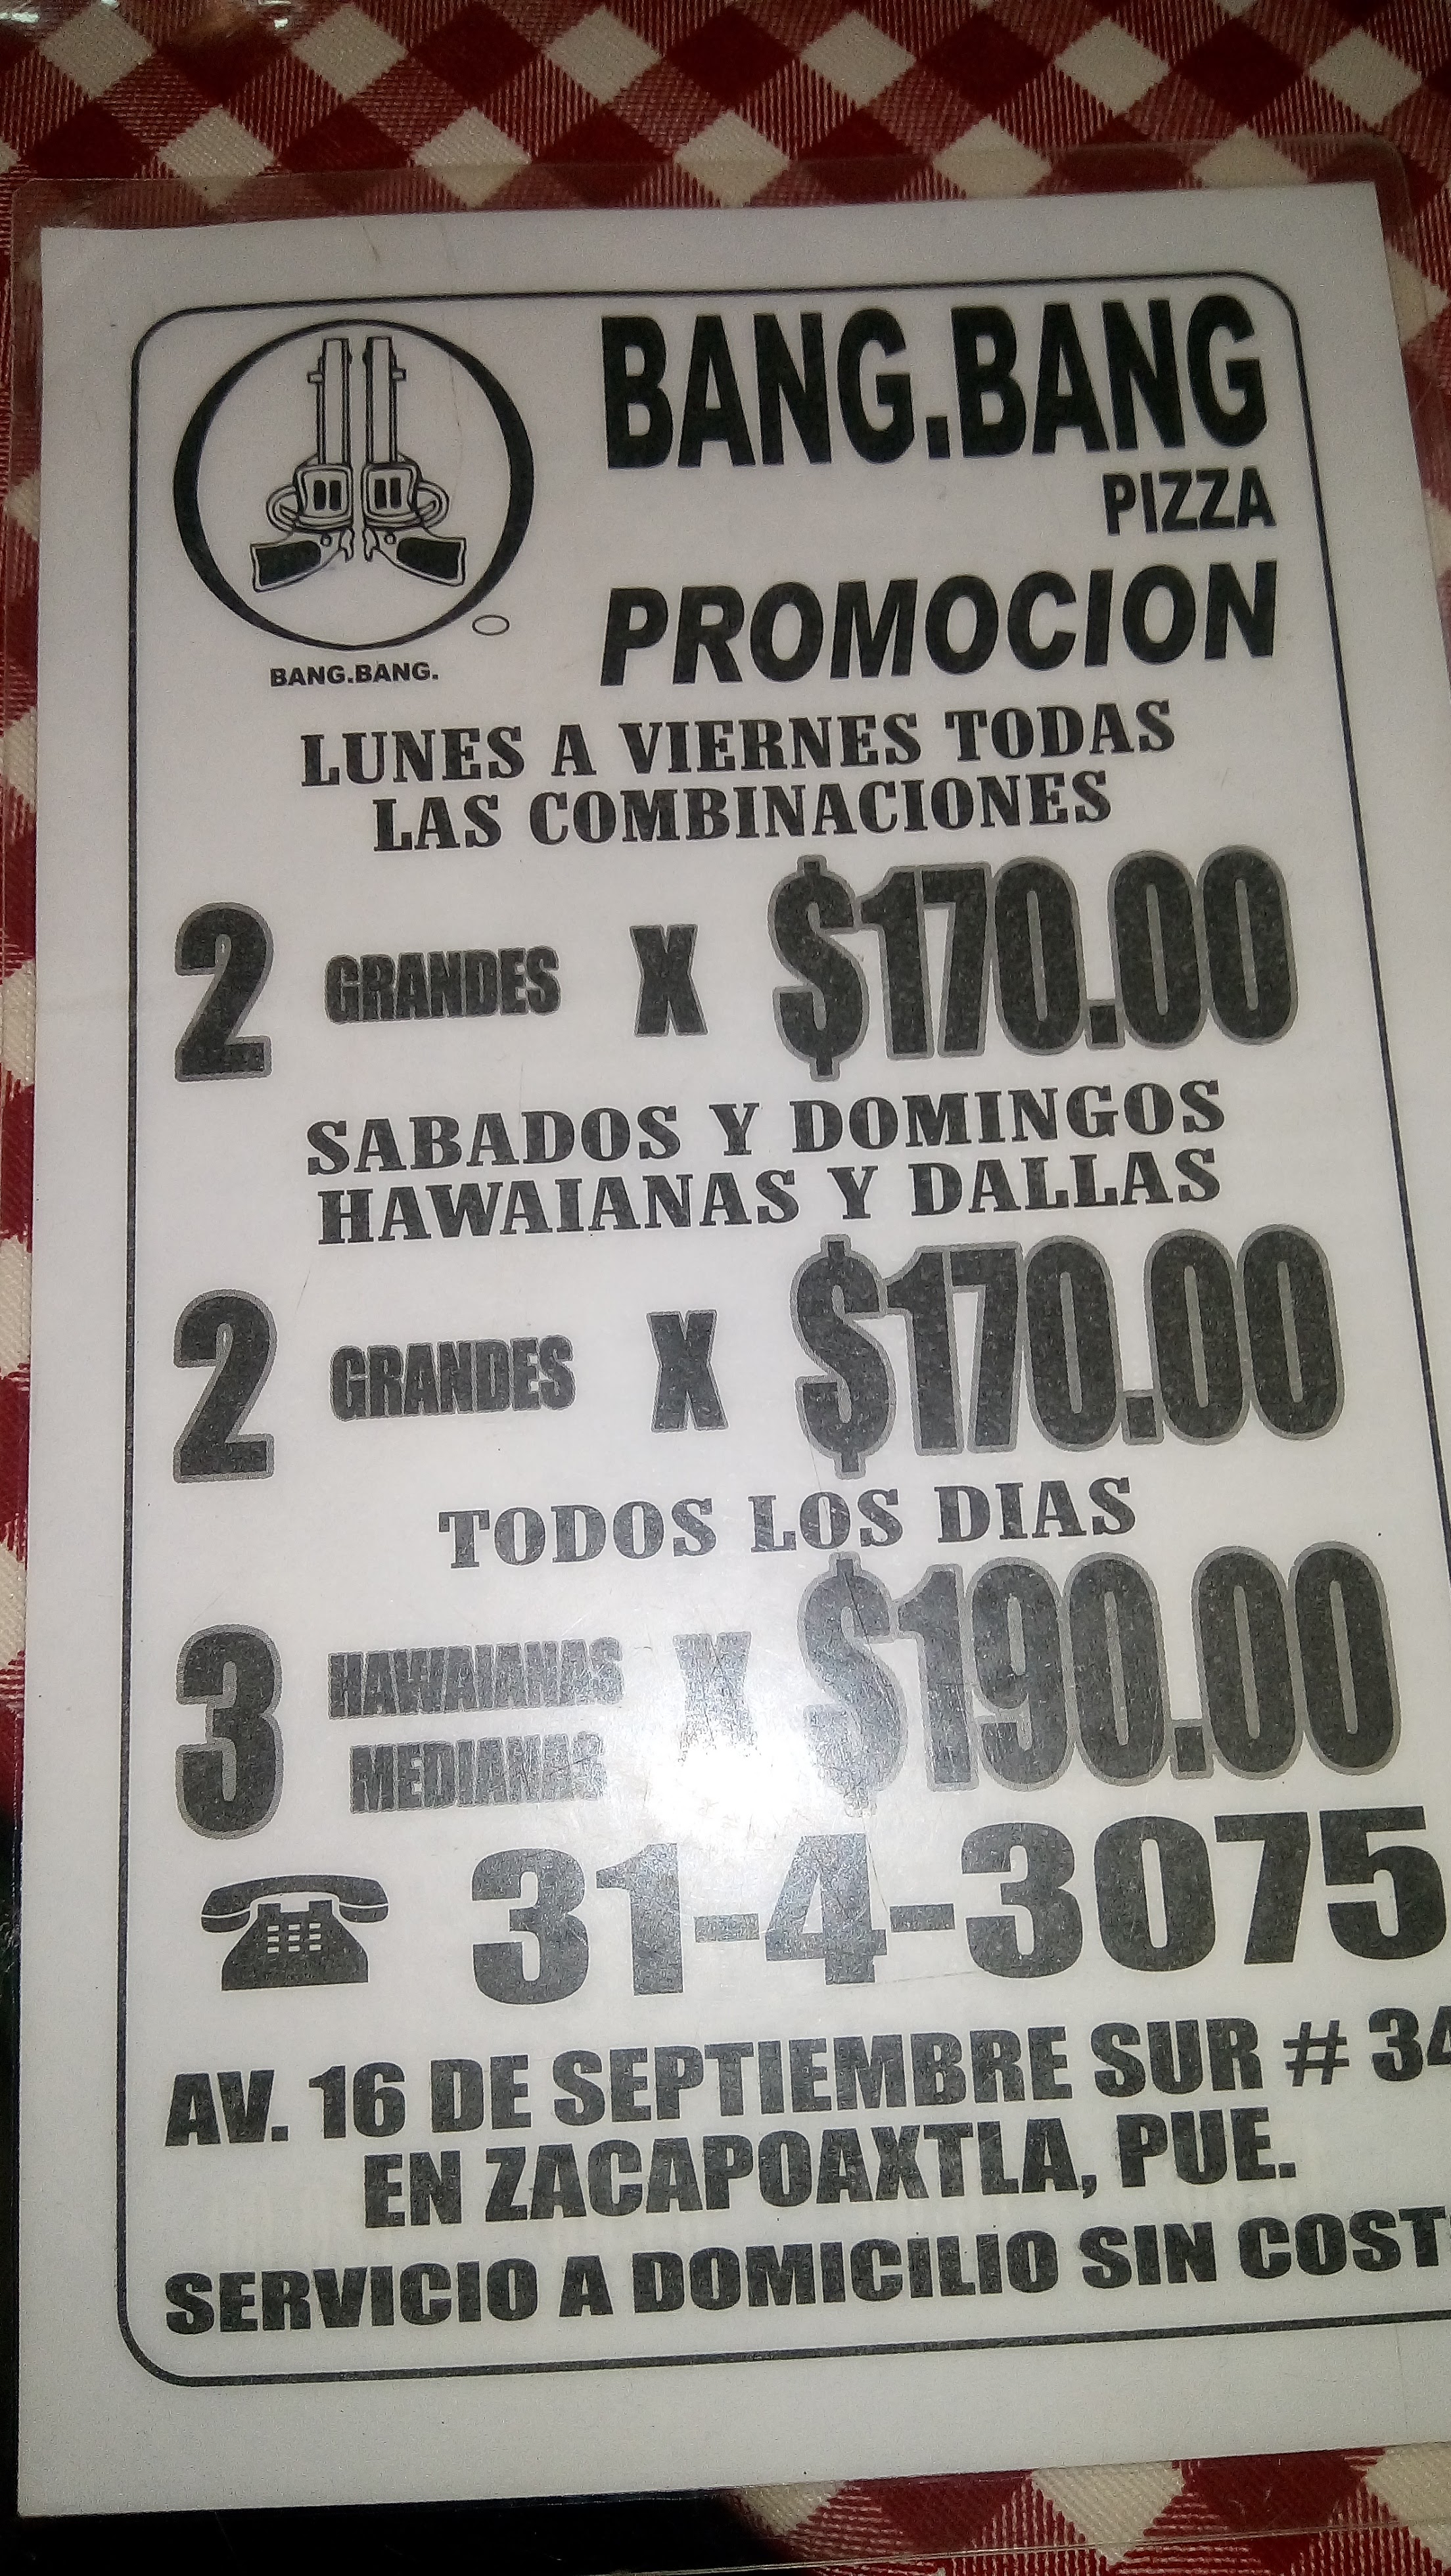 BANG.BANG
PIZZA
BANG.BANG.
PROMOCION
LUNES A VIERNES TODAS
LAS COMBINACIONES
2 GRANDES X $170.00
SABADOS Y DOMINGOS
HAWAIANAS Y DALLAS
2 GRANDES X $170.00
TODOS LOS DIAS
3 HAWAIANAS MEDIANAS X $190.00
31-4-3075
AV. 16 DE SEPTIEMBRE SUR # 34
EN ZACAPOAXTLA, PUE.
SERVICIO A DOMICILIO SIN COST